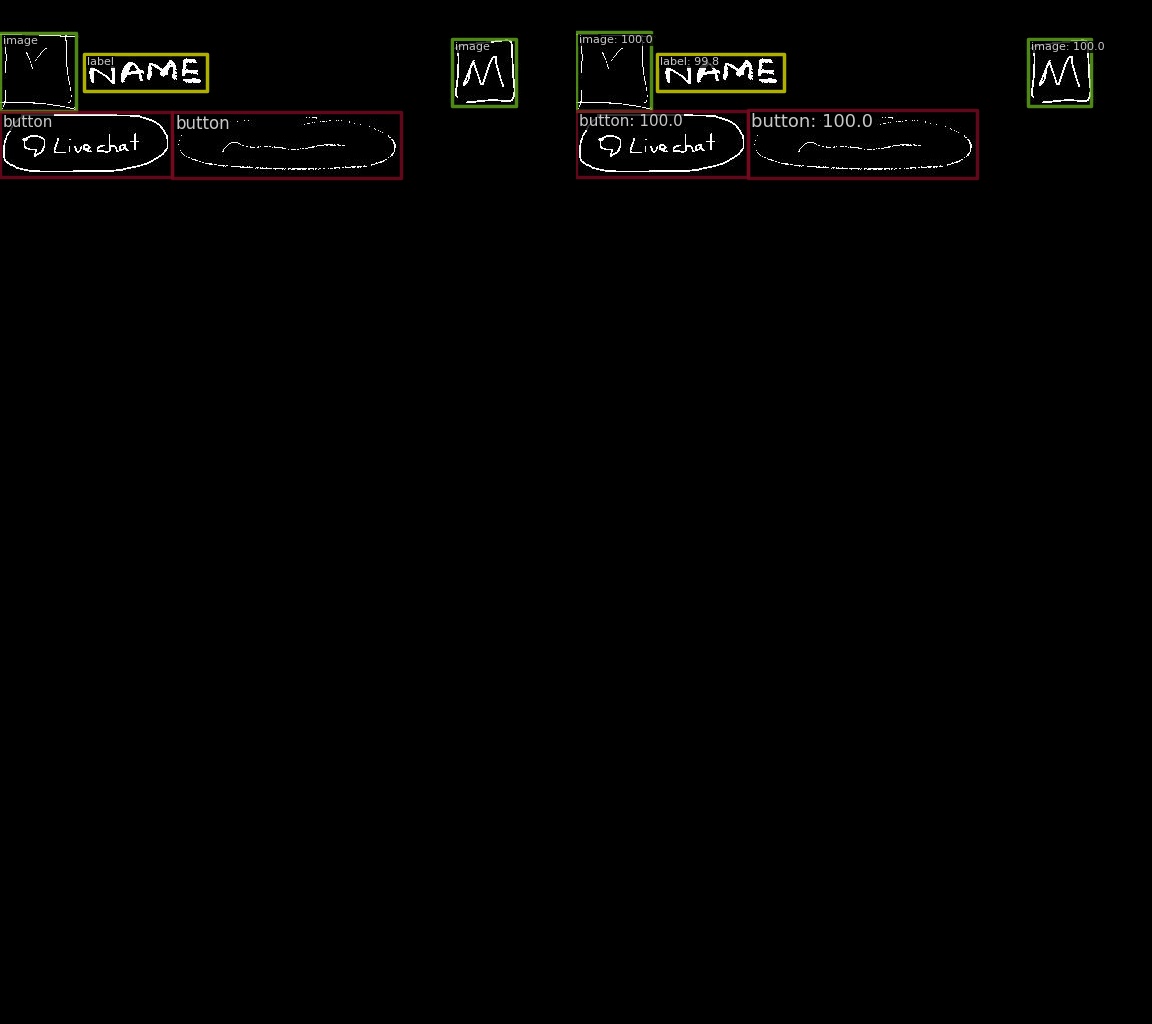 image
image: 100.0
label
NAME
label: 99.8
NAME
image
M
image: 100.0
M
button
Livechat
button
button: 100.0
Livechat
button: 100.0